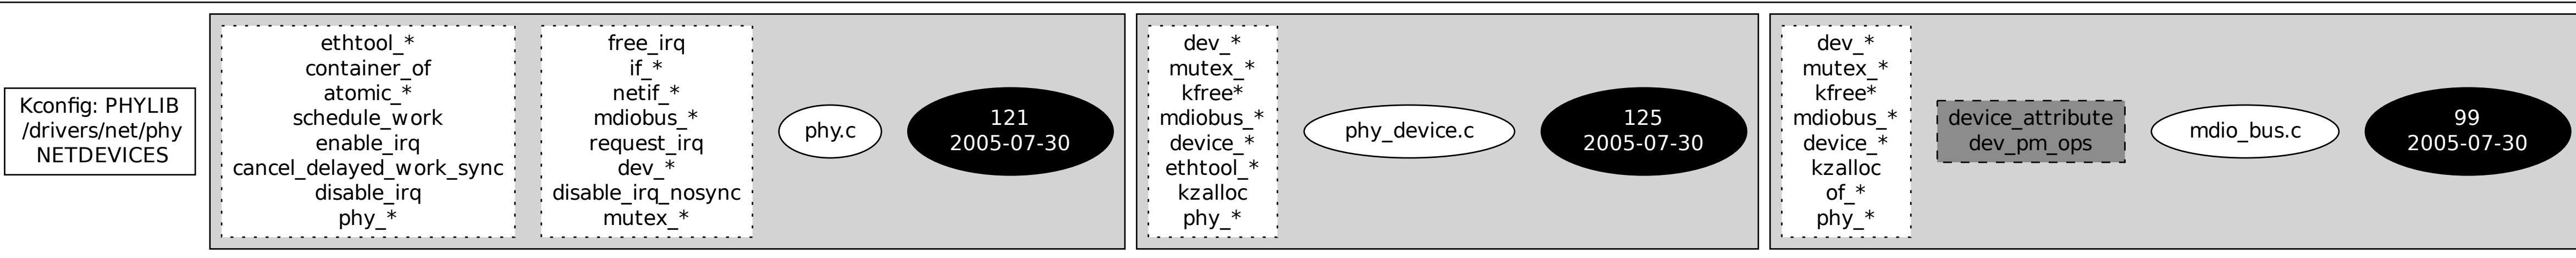 Kconfig: PHYLIB
/drivers/net/phy
NETDEVICES
ethtool_*
container_of
atomic_*
schedule_work
enable_irq
cancel_delayed_work_sync
disable_irq
phy_*
free_irq
if_*
netif_*
mdiobus_*
request_irq
dev_*
disable_irq_nosync
mutex_*
phy.c
121
2005-07-30
dev_*
mutex_*
kfree*
mdiobus_*
device_*
ethtool_*
kzalloc
phy_*
phy_device.c
125
2005-07-30
dev_*
mutex_*
kfree*
mdiobus_*
device_*
kzalloc
of_*
phy_*
device_attribute
dev_pm_ops
mdio_bus.c
99
2005-07-30